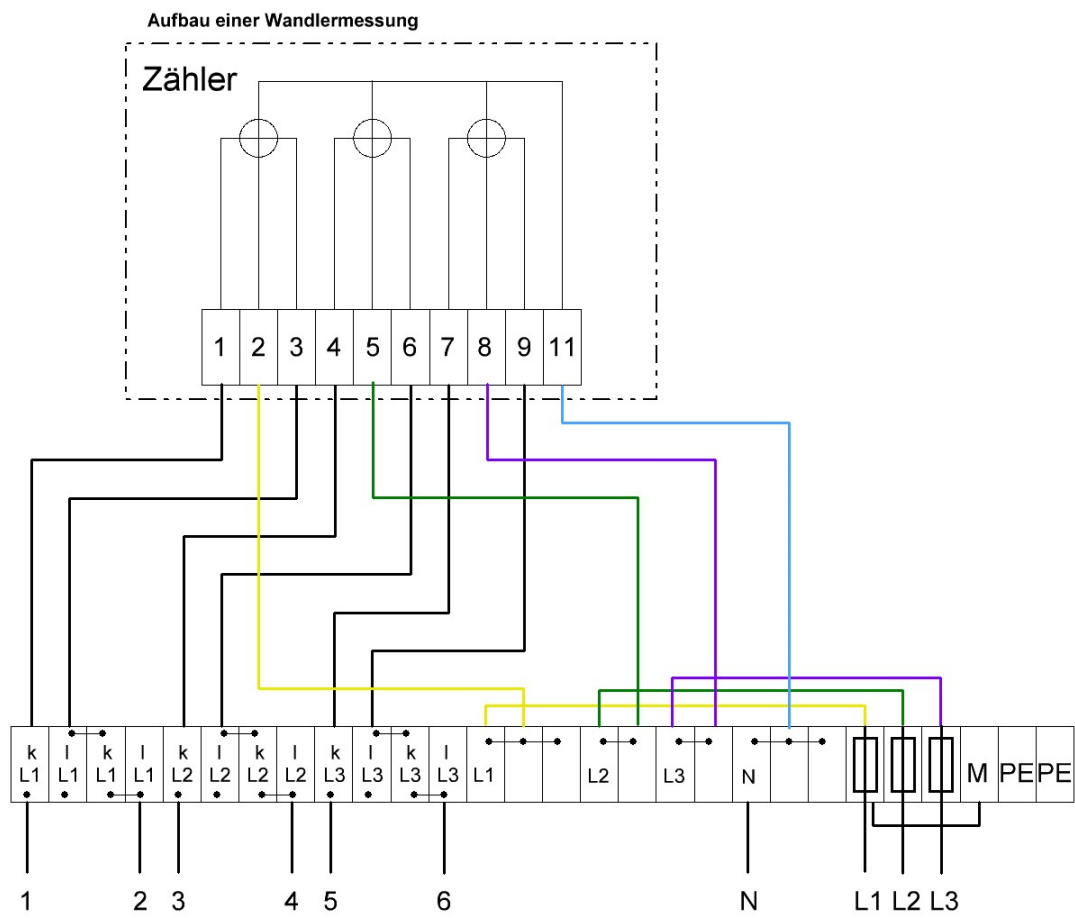 Aufbau einer Wandlermessung
Zähler
1 2 3 4 5 6 7 8 9 11
k l k l k l k l k l k l
L1 L1 L1 L1 L2 L2 L2 L2 L3 L3 L3 L3 L1 L2 L3 N M PE PE
1 2 3 4 5 6 N L1 L2 L3